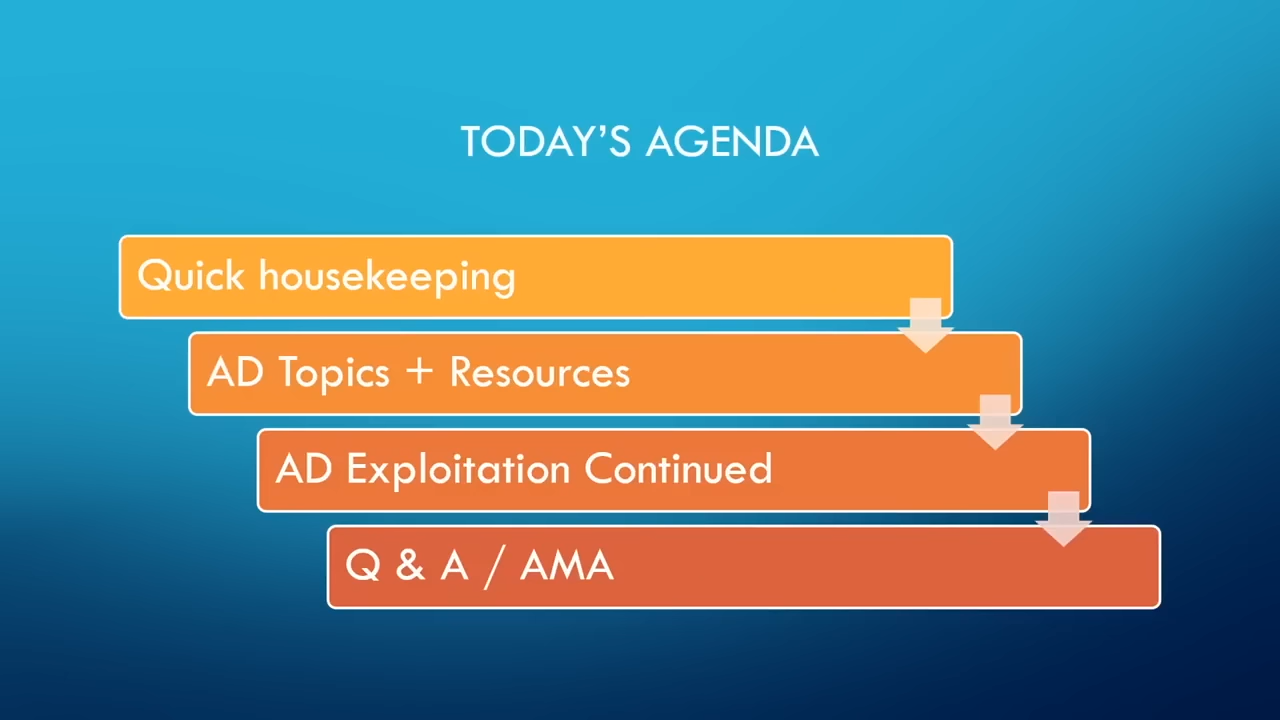 TODAY’S AGENDA
Quick housekeeping
AD Topics + Resources
AD Exploitation Continued
Q & A / AMA